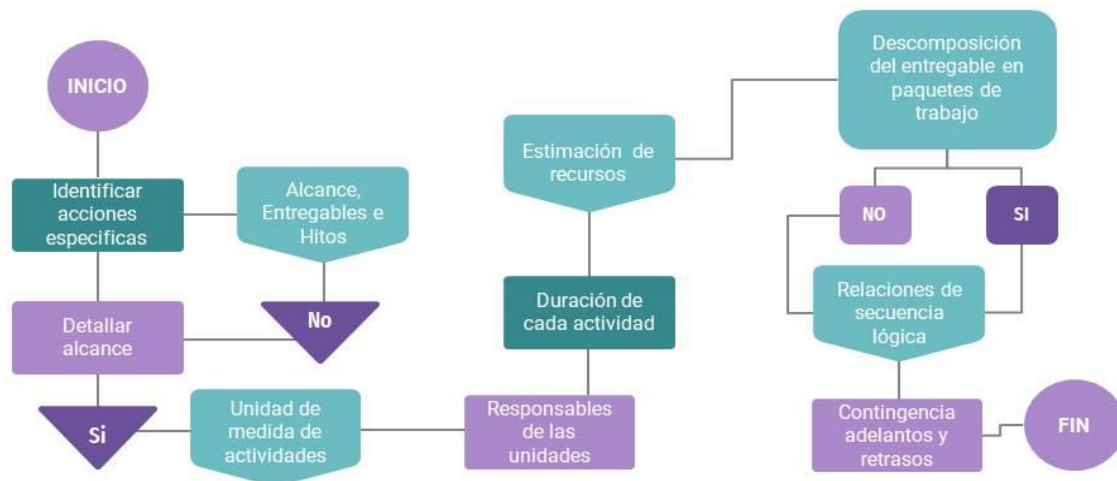 INICIO
Identificar
acciones
especificas
Alcance,
Entregables e
Hitos
No
Detallar
alcance
Si
Unidad de
medida de
actividades
Responsables
de las
unidades
Duración de
cada actividad
Estimación de
recursos
Descomposición
del entregable en
paquetes de
trabajo
NO
SI
Relaciones de
secuencia
lógica
Contingencia
adelantos y
retrasos
FIN